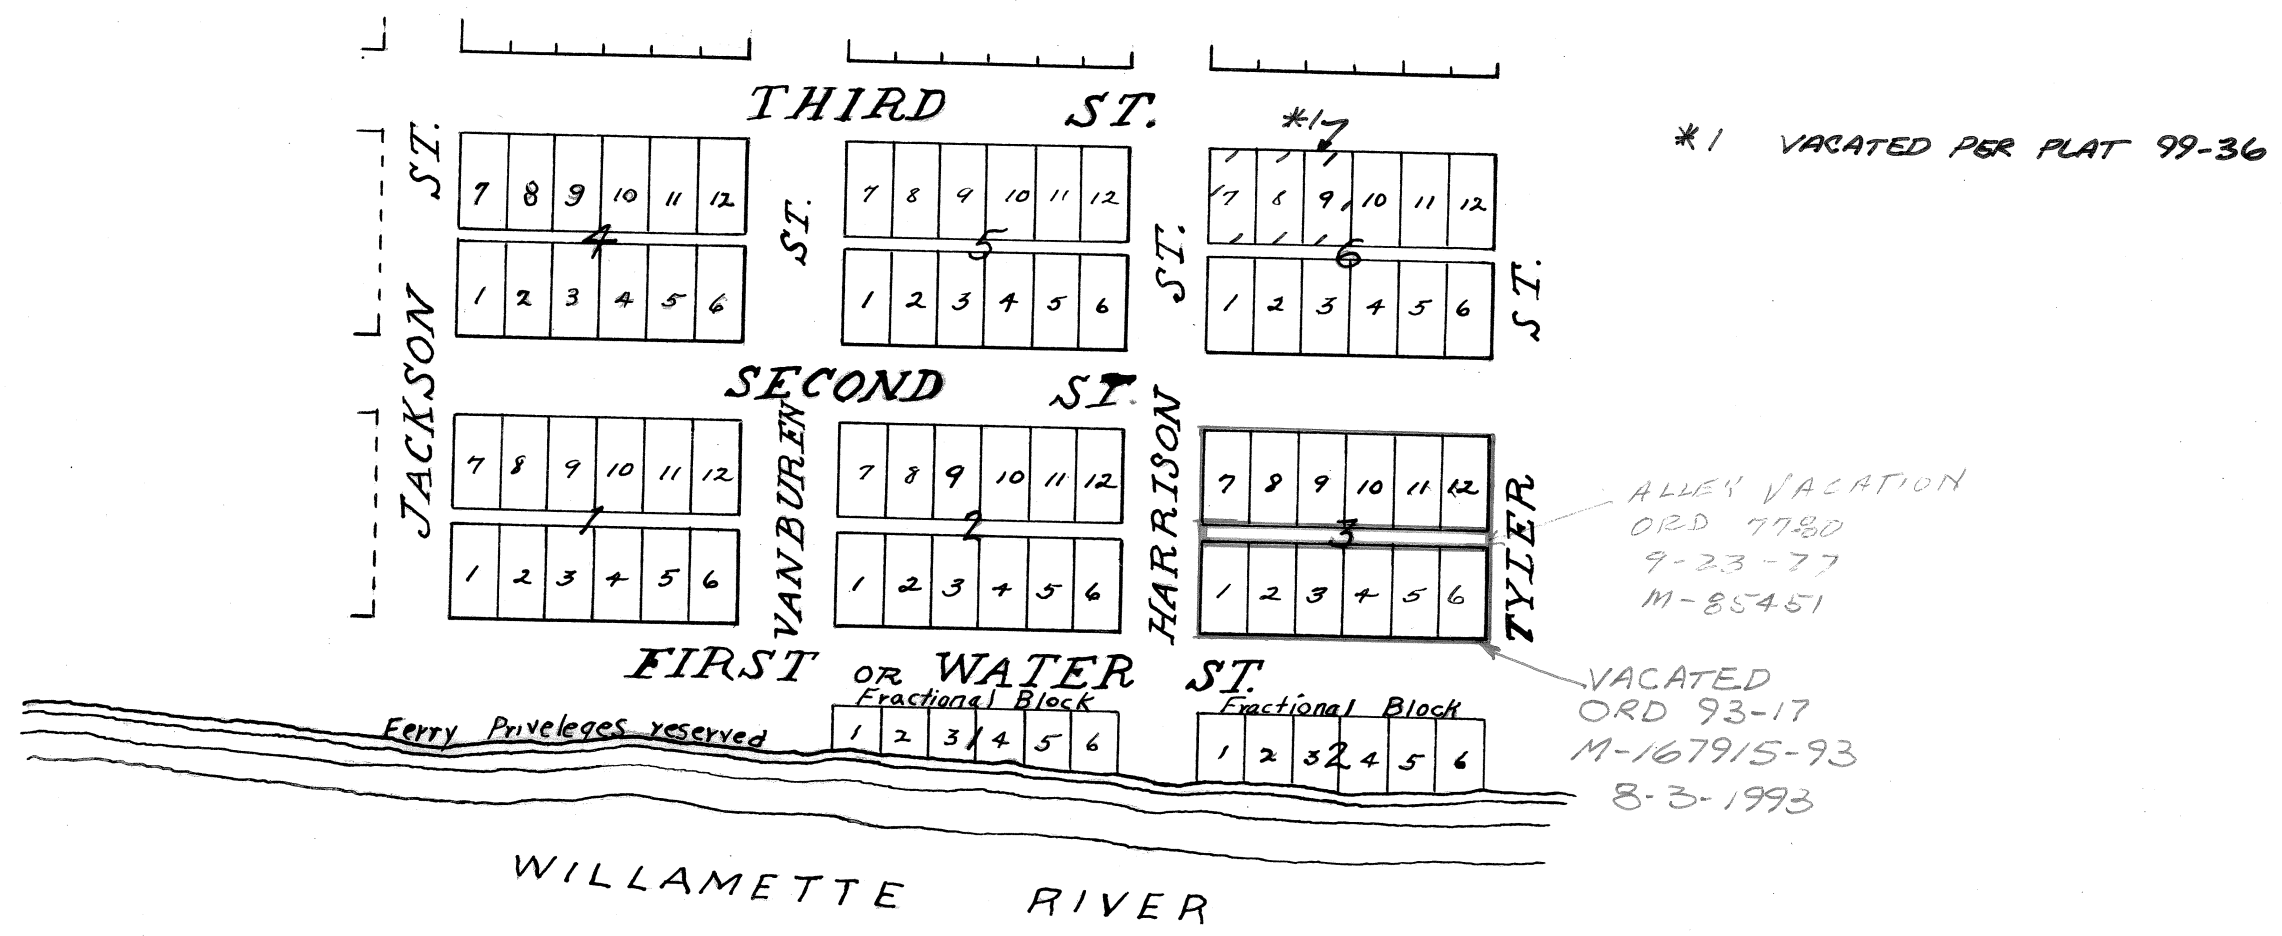 THIRD ST.
*1
*1 VACATED PER PLAT 99-36
7 8 9 10 11 12
4
1 2 3 4 5 6
7 8 9 10 11 12
5
1 2 3 4 5 6
7 8 9 10 11 12
6
1 2 3 4 5 6
SECOND ST.
7 8 9 10 11 12
1
1 2 3 4 5 6
7 8 9 10 11 12
2
1 2 3 4 5 6
7 8 9 10 11 12
3
1 2 3 4 5 6
JACKSON ST.
VANBUREN ST.
HARRISON ST.
TYLER ST.
ALLEY VACATION
ORD 7780
9-23-77
M-85451
VACATED
ORD 93-17
M-167915-93
8-3-1993
FIRST OR WATER ST.
Fractional Block
1 2 3 4 5 6
1
Fractional Block
1 2 3 4 5 6
2
Ferry Priveleges reserved
WILLAMETTE RIVER